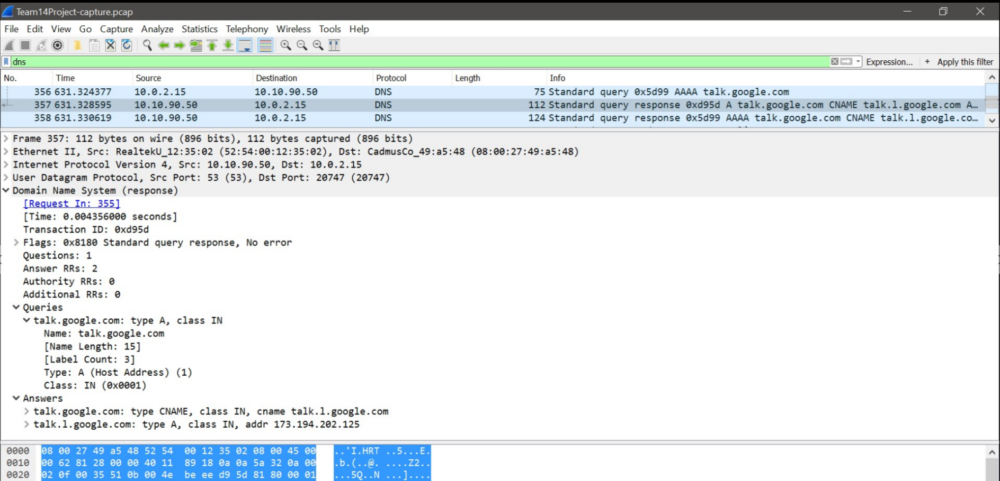 Team14Project-capture.pcap
File Edit View Go Capture Analyze Statistics Telephony Wireless Tools Help
dns Expression... + Apply this filter
No. Time Source Destination Protocol Length Info
356 631.324377 10.0.2.15 10.10.90.50 DNS 75 Standard query 0x5d99 AAAA talk.google.com
357 631.328595 10.10.90.50 10.0.2.15 DNS 112 Standard query response 0xd95d A talk.google.com CNAME talk.l.google.com A…
358 631.330619 10.10.90.50 10.0.2.15 DNS 124 Standard query response 0x5d99 AAAA talk.google.com CNAME talk.l.google.co…
Frame 357: 112 bytes on wire (896 bits), 112 bytes captured (896 bits)
Ethernet II, Src: RealtekU_12:35:02 (52:54:00:12:35:02), Dst: CadmusCo_49:a5:48 (08:00:27:49:a5:48)
Internet Protocol Version 4, Src: 10.10.90.50, Dst: 10.0.2.15
User Datagram Protocol, Src Port: 53 (53), Dst Port: 20747 (20747)
Domain Name System (response)
[Request In: 355]
[Time: 0.004356000 seconds]
Transaction ID: 0xd95d
Flags: 0x8180 Standard query response, No error
Questions: 1
Answer RRs: 2
Authority RRs: 0
Additional RRs: 0
Queries
talk.google.com: type A, class IN
Name: talk.google.com
[Name Length: 15]
[Label Count: 3]
Type: A (Host Address) (1)
Class: IN (0x0001)
Answers
talk.google.com: type CNAME, class IN, cname talk.l.google.com
talk.l.google.com: type A, class IN, addr 173.194.202.125
0000 08 00 27 49 a5 48 52 54 00 12 35 02 08 00 45 00 ..'I.HRT ..5...E.
0010 00 62 81 28 00 00 40 11 89 18 0a 0a 5a 32 0a 00 .b.(..@. ....Z2..
0020 02 0f 00 35 51 0b 00 4e be ee d9 5d 81 80 00 01 ...5Q..N ...]....